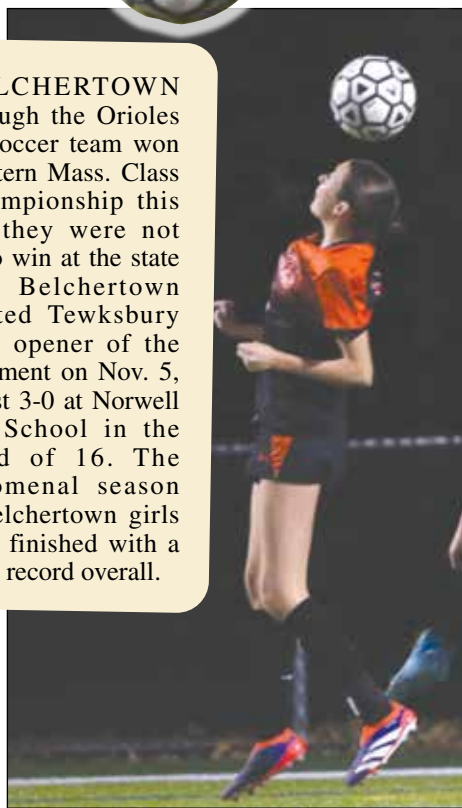 LCHERTOWN
ugh the Orioles
occer team won
tern Mass. Class
mpionship this
they were not
o win at the state
Belchertown
ted Tewksbury
opener of the
ment on Nov. 5,
st 3-0 at Norwell
School in the
d of 16. The
omenal season
elchertown girls
finished with a
record overall.